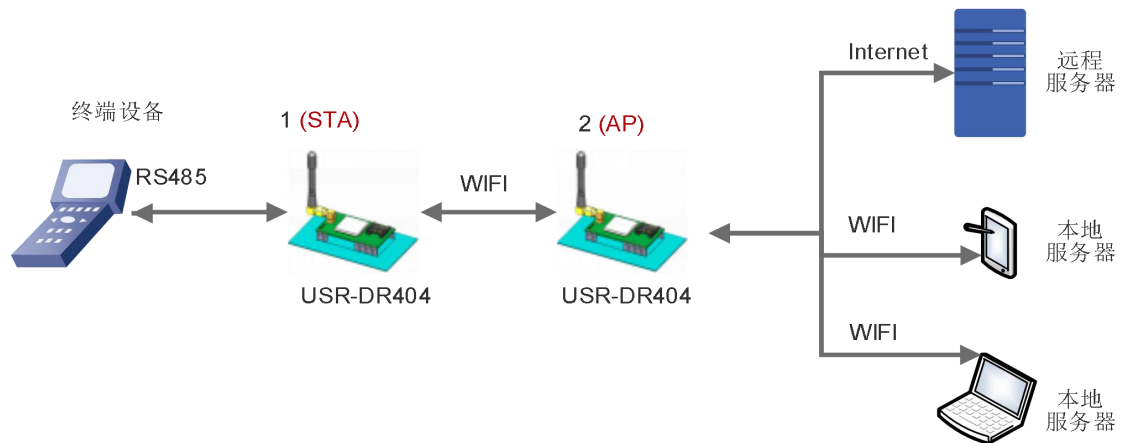 终端设备
RS485
1 (STA)
USR-DR404
WIFI
2 (AP)
USR-DR404
Internet
远程
服务器
WIFI
本地
服务器
WIFI
本地
服务器